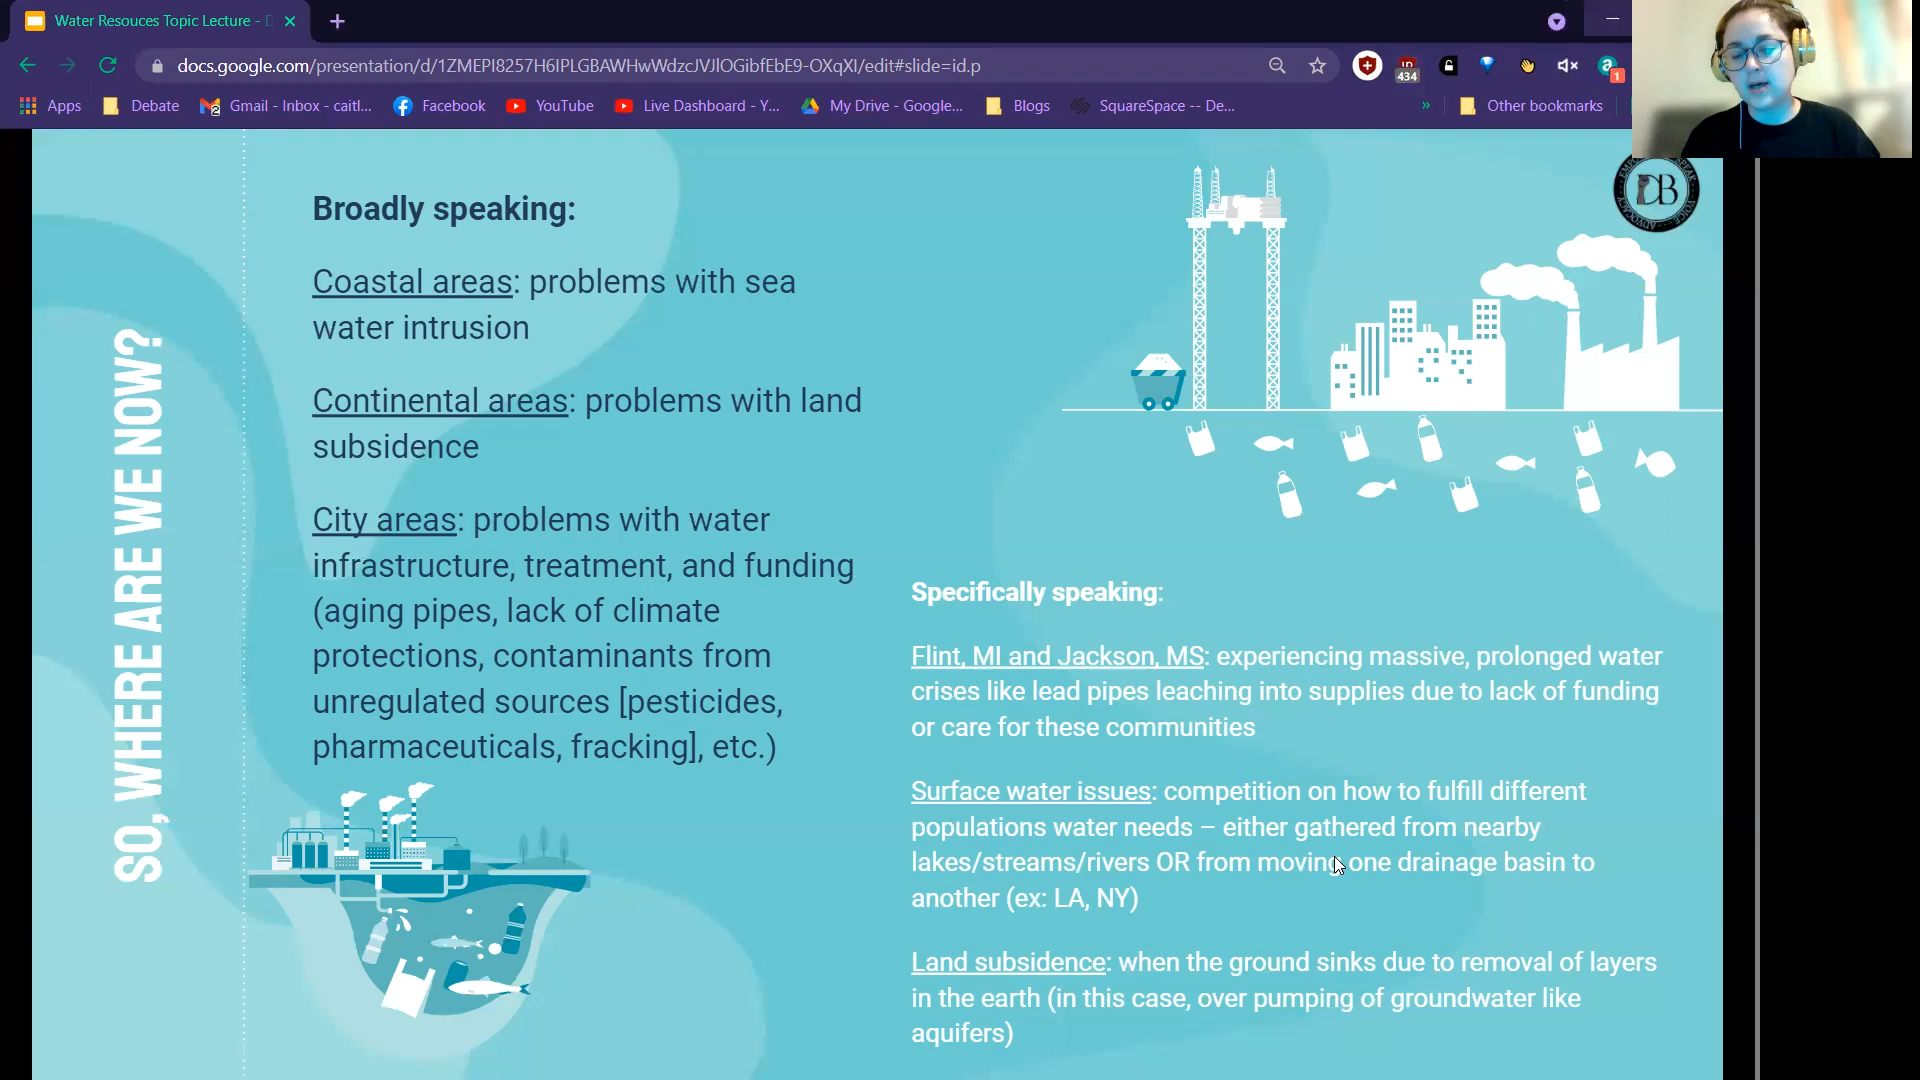 Water Resouces Topic Lecture -
docs.google.com/presentation/d/1ZMEPI8257H6IPLGBAWHwWdzcJVJlOGibfEbE9-OXqXI/edit#slide=id.p
434
1
Apps
Debate
2
Gmail - Inbox - caitl...
Facebook
YouTube
Live Dashboard - Y...
My Drive - Google...
Blogs
SquareSpace -- De...
»
Other bookmarks
DB
SPEAK · VOICE · ADVOCACY
SO, WHERE ARE WE NOW?
Broadly speaking:
Coastal areas: problems with sea
water intrusion
Continental areas: problems with land
subsidence
City areas: problems with water
infrastructure, treatment, and funding
(aging pipes, lack of climate
protections, contaminants from
unregulated sources [pesticides,
pharmaceuticals, fracking], etc.)
Specifically speaking:
Flint, MI and Jackson, MS: experiencing massive, prolonged water
crises like lead pipes leaching into supplies due to lack of funding
or care for these communities
Surface water issues: competition on how to fulfill different
populations water needs – either gathered from nearby
lakes/streams/rivers OR from moving one drainage basin to
another (ex: LA, NY)
Land subsidence: when the ground sinks due to removal of layers
in the earth (in this case, over pumping of groundwater like
aquifers)